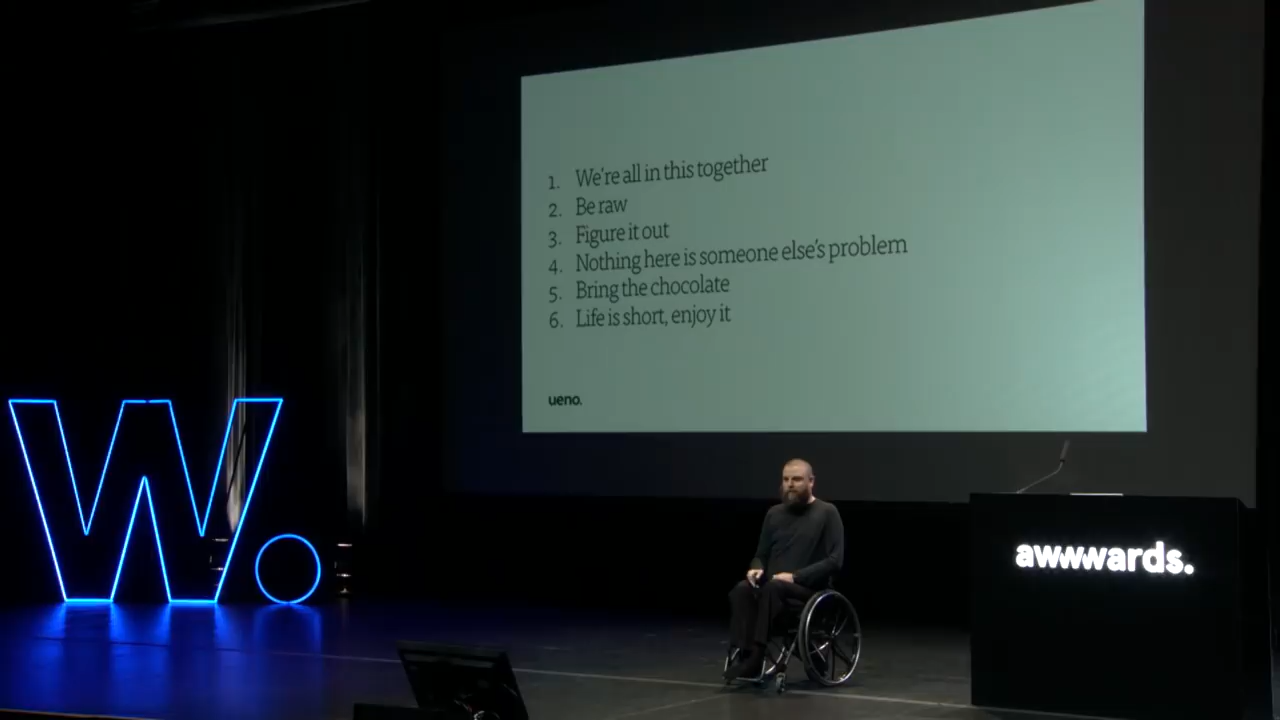 1. We're all in this together
2. Be raw
3. Figure it out
4. Nothing here is someone else's problem
5. Bring the chocolate
6. Life is short, enjoy it
ueno.
W.
awwwards.